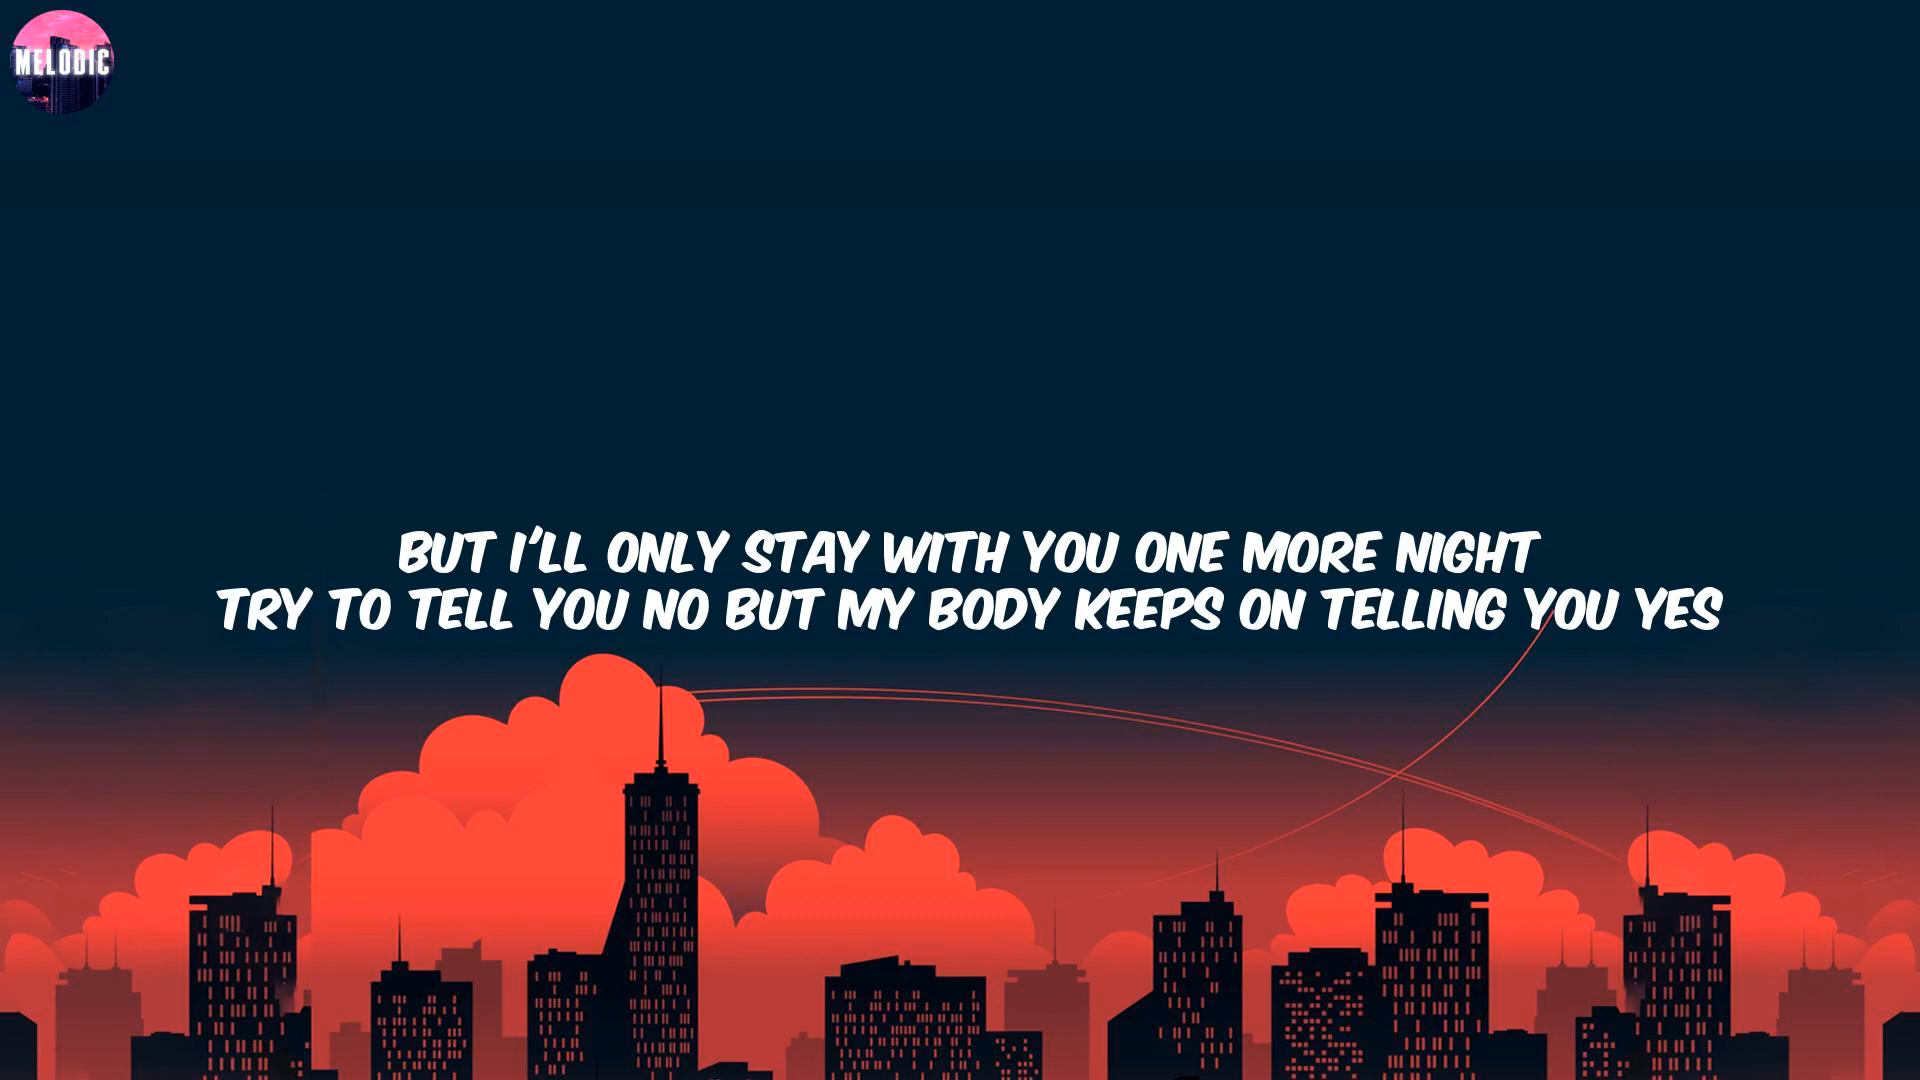 MELODIC
BUT I'LL ONLY STAY WITH YOU ONE MORE NIGHT
TRY TO TELL YOU NO BUT MY BODY KEEPS ON TELLING YOU YES